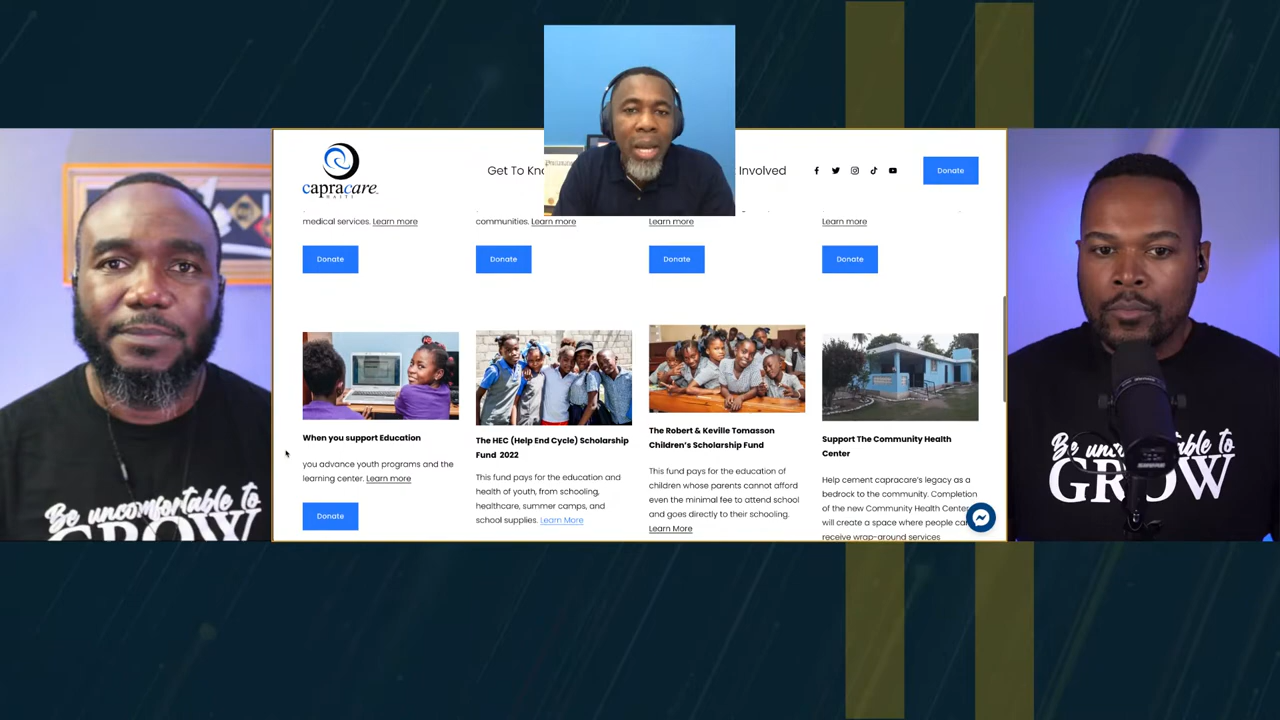 capracare
HAITI
Get To Kno
Involved
Donate
medical services. Learn more
communities. Learn more
Learn more
Learn more
Donate
Donate
Donate
Donate
When you support Education
you advance youth programs and the
learning center. Learn more
Donate
The HEC (Help End Cycle) Scholarship
Fund 2022
This fund pays for the education and
health of youth, from schooling,
healthcare, summer camps, and
school supplies. Learn More
The Robert & Keville Tomasson
Children's Scholarship Fund
This fund pays for the education of
children whose parents cannot afford
even the minimal fee to attend school
and goes directly to their schooling.
Learn More
Support The Community Health
Center
Help cement capracare's legacy as a
bedrock to the community. Completion
of the new Community Health Center
will create a space where people can
receive wrap-around services
Be uncomfortable to
GROW
Be unc table to
GROW